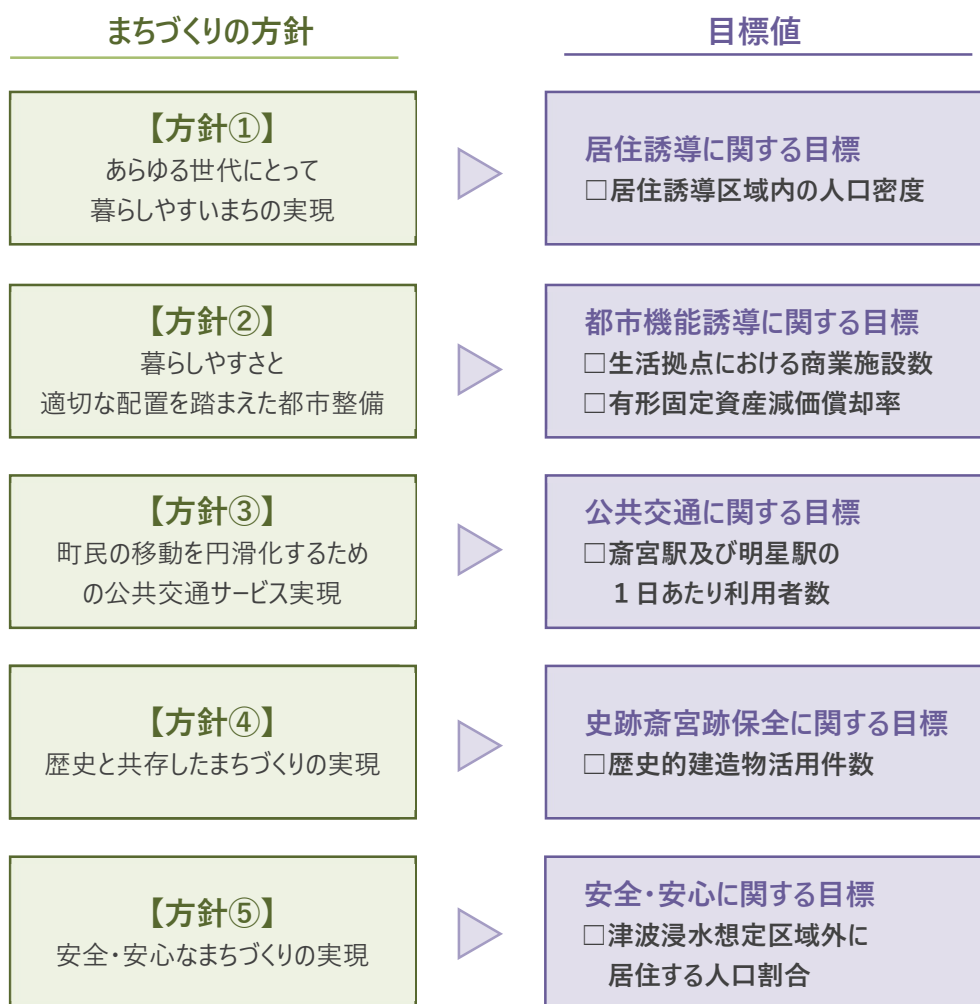 まちづくりの方針
目標値
【方針①】
あらゆる世代にとって
暮らしやすいまちの実現
居住誘導に関する目標
□居住誘導区域内の人口密度
【方針②】
暮らしやすさと
適切な配置を踏まえた都市整備
都市機能誘導に関する目標
□生活拠点における商業施設数
□有形固定資産減価償却率
【方針③】
町民の移動を円滑化するため
の公共交通サービス実現
公共交通に関する目標
□斎宮駅及び明星駅の
1日あたり利用者数
【方針④】
歴史と共存したまちづくりの実現
史跡斎宮跡保全に関する目標
□歴史的建造物活用件数
【方針⑤】
安全・安心なまちづくりの実現
安全・安心に関する目標
□津波浸水想定区域外に
居住する人口割合